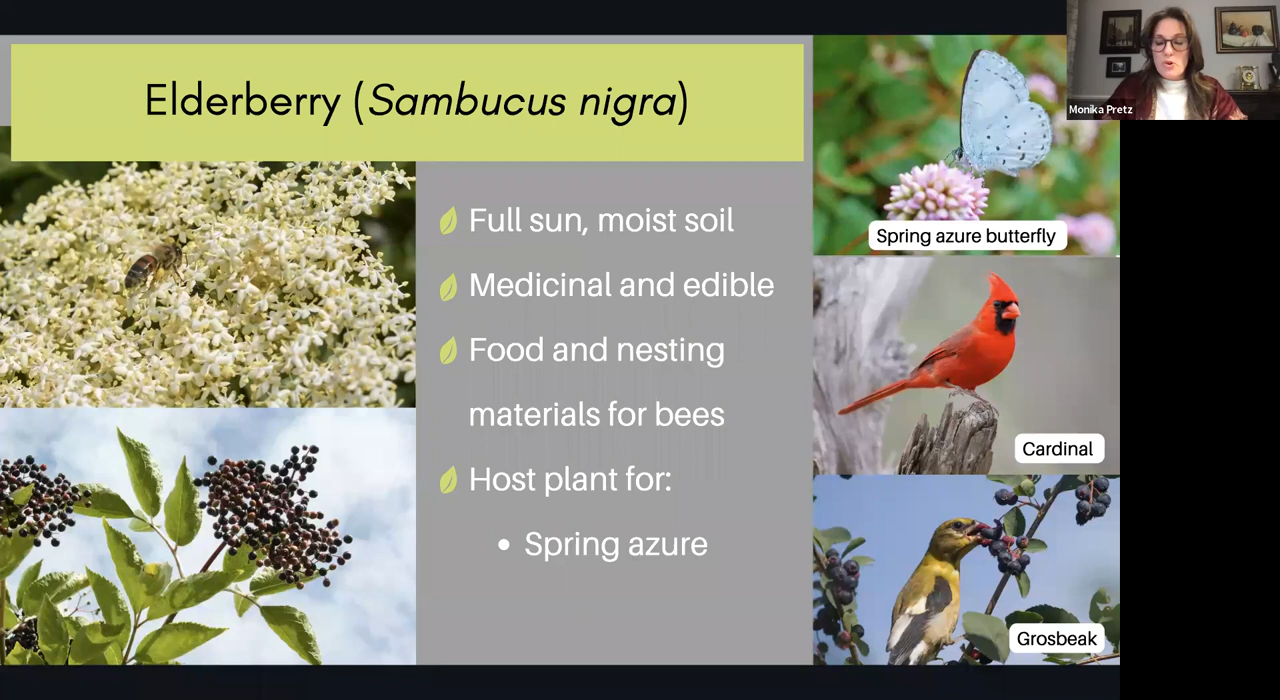 Elderberry (Sambucus nigra)
Full sun, moist soil
Medicinal and edible
Food and nesting
materials for bees
Host plant for:
Spring azure
Spring azure butterfly
Cardinal
Grosbeak
Monika Pretz